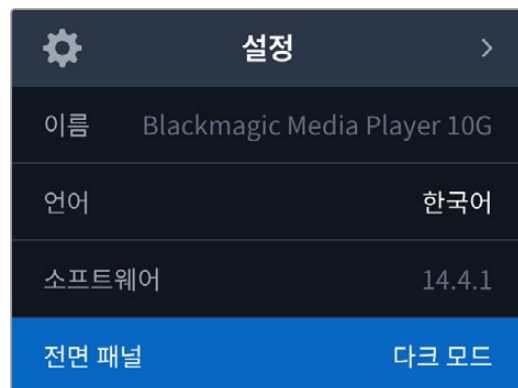 설정
이름 Blackmagic Media Player 10G
언어 한국어
소프트웨어 14.4.1
전면 패널 다크 모드